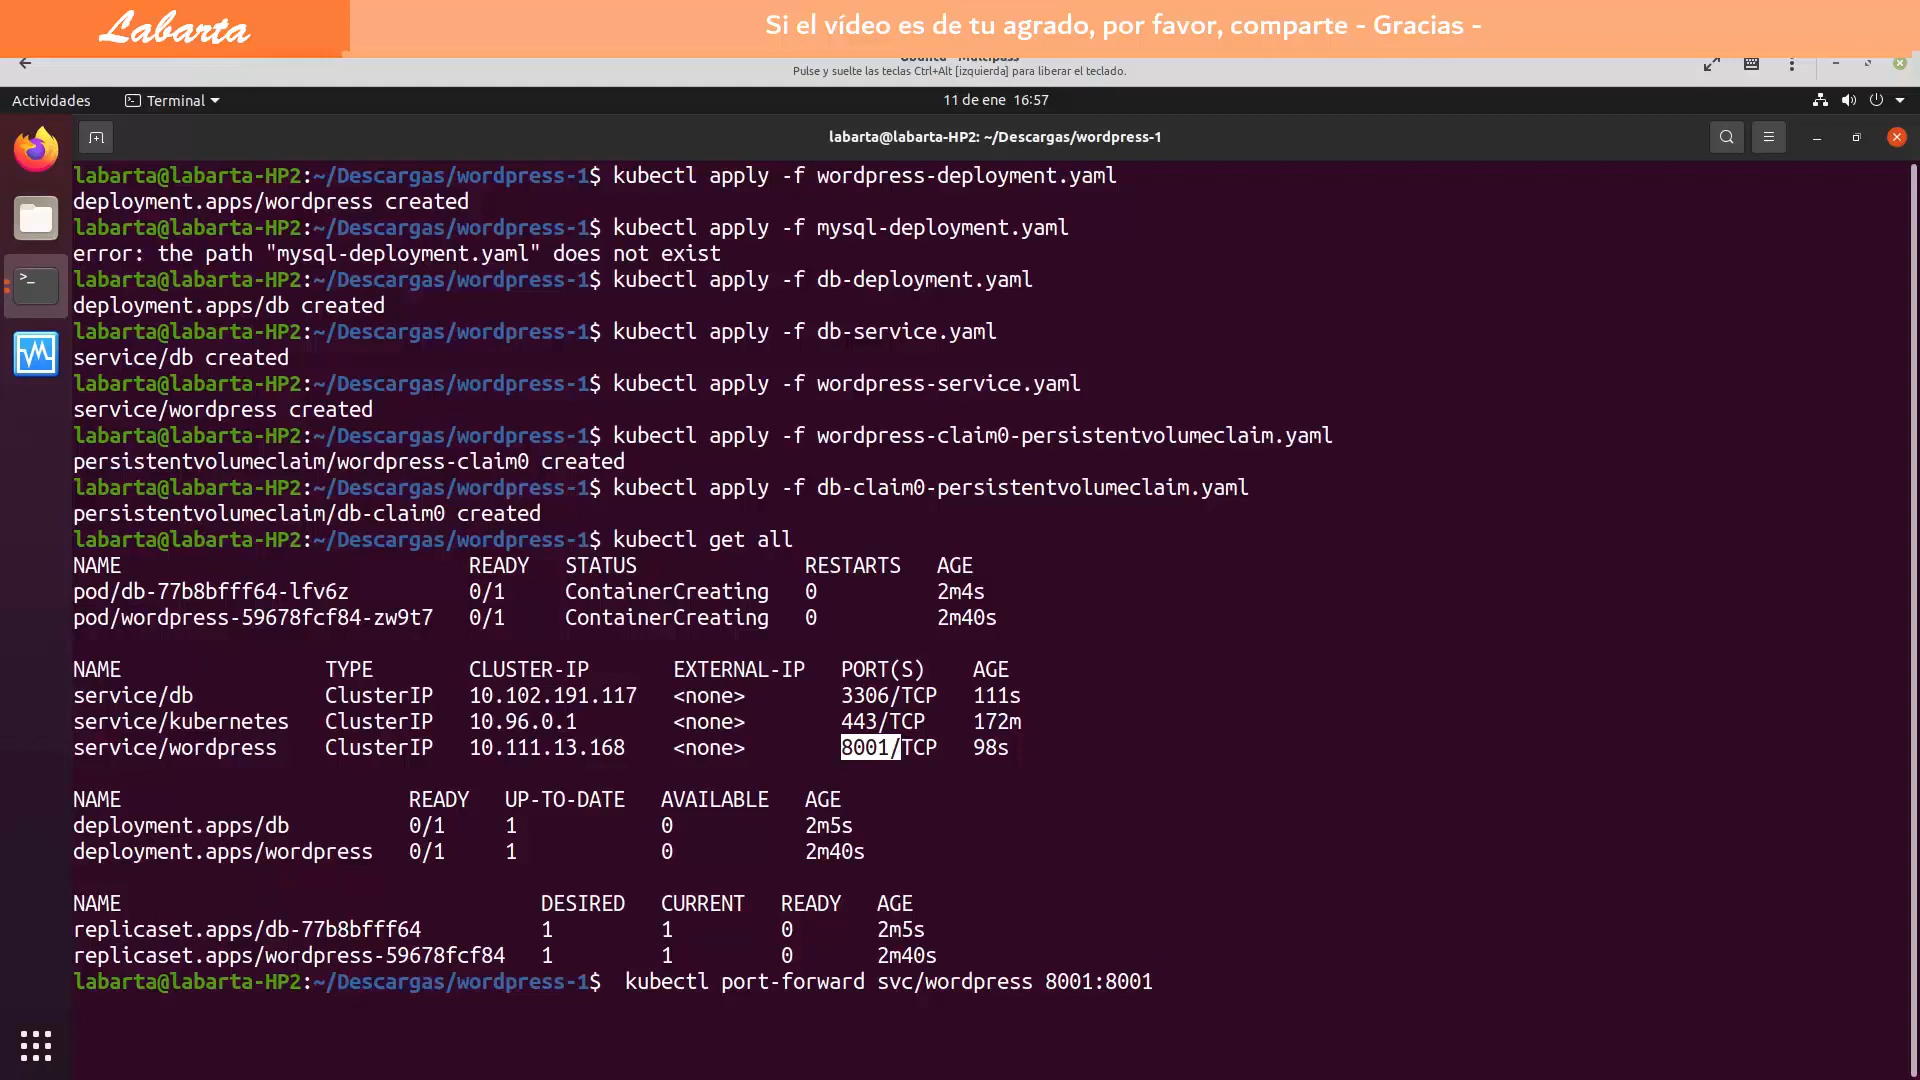 Labarta
Si el vídeo es de tu agrado, por favor, comparte - Gracias -
Ubuntu - Multipass
Pulse y suelte las teclas Ctrl+Alt [izquierda] para liberar el teclado.
Actividades Terminal 11 de ene 16:57
labarta@labarta-HP2: ~/Descargas/wordpress-1
labarta@labarta-HP2:~/Descargas/wordpress-1$ kubectl apply -f wordpress-deployment.yaml
deployment.apps/wordpress created
labarta@labarta-HP2:~/Descargas/wordpress-1$ kubectl apply -f mysql-deployment.yaml
error: the path "mysql-deployment.yaml" does not exist
labarta@labarta-HP2:~/Descargas/wordpress-1$ kubectl apply -f db-deployment.yaml
deployment.apps/db created
labarta@labarta-HP2:~/Descargas/wordpress-1$ kubectl apply -f db-service.yaml
service/db created
labarta@labarta-HP2:~/Descargas/wordpress-1$ kubectl apply -f wordpress-service.yaml
service/wordpress created
labarta@labarta-HP2:~/Descargas/wordpress-1$ kubectl apply -f wordpress-claim0-persistentvolumeclaim.yaml
persistentvolumeclaim/wordpress-claim0 created
labarta@labarta-HP2:~/Descargas/wordpress-1$ kubectl apply -f db-claim0-persistentvolumeclaim.yaml
persistentvolumeclaim/db-claim0 created
labarta@labarta-HP2:~/Descargas/wordpress-1$ kubectl get all
NAME READY STATUS RESTARTS AGE
pod/db-77b8bfff64-lfv6z 0/1 ContainerCreating 0 2m4s
pod/wordpress-59678fcf84-zw9t7 0/1 ContainerCreating 0 2m40s
NAME TYPE CLUSTER-IP EXTERNAL-IP PORT(S) AGE
service/db ClusterIP 10.102.191.117 <none> 3306/TCP 111s
service/kubernetes ClusterIP 10.96.0.1 <none> 443/TCP 172m
service/wordpress ClusterIP 10.111.13.168 <none> 8001/TCP 98s
NAME READY UP-TO-DATE AVAILABLE AGE
deployment.apps/db 0/1 1 0 2m5s
deployment.apps/wordpress 0/1 1 0 2m40s
NAME DESIRED CURRENT READY AGE
replicaset.apps/db-77b8bfff64 1 1 0 2m5s
replicaset.apps/wordpress-59678fcf84 1 1 0 2m40s
labarta@labarta-HP2:~/Descargas/wordpress-1$ kubectl port-forward svc/wordpress 8001:8001